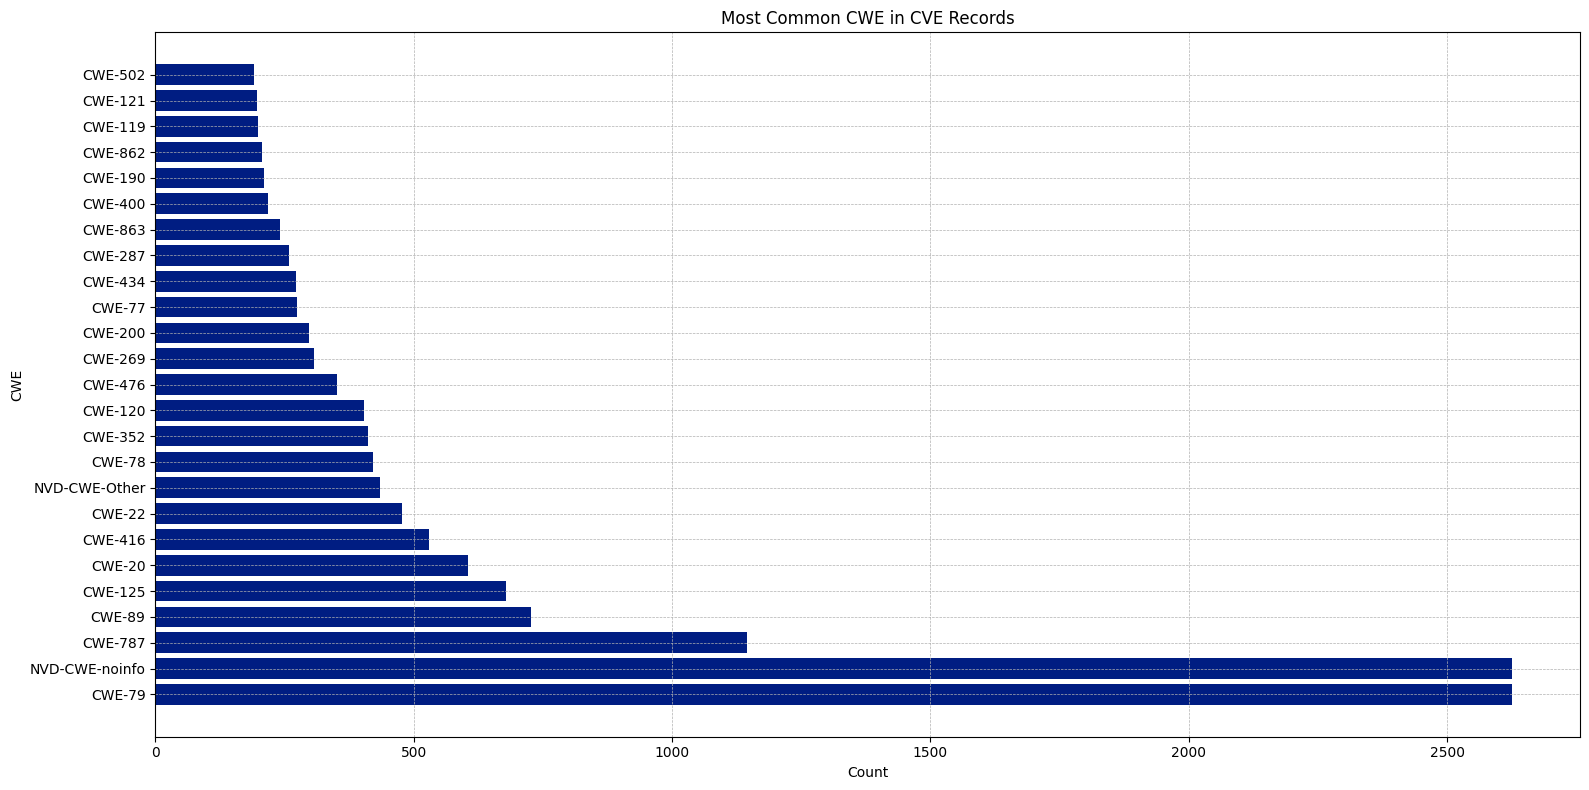 Most Common CWE in CVE Records
CWE-502
CWE-121
CWE-119
CWE-862
CWE-190
CWE-400
CWE-863
CWE-287
CWE-434
CWE-77
CWE-200
CWE-269
CWE-476
CWE-120
CWE-352
CWE-78
NVD-CWE-Other
CWE-22
CWE-416
CWE-20
CWE-125
CWE-89
CWE-787
NVD-CWE-noinfo
CWE-79
CWE
0 500 1000 1500 2000 2500
Count